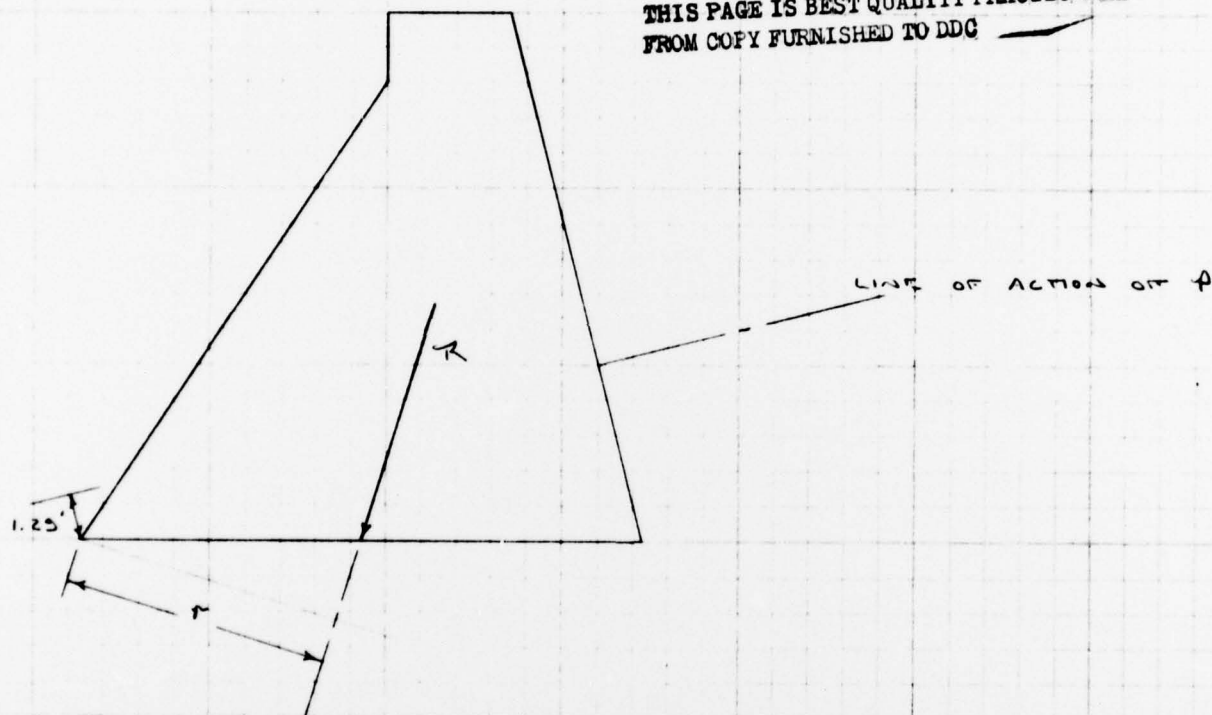 THIS PAGE IS BEST QUALITY
FROM COPY FURNISHED TO DDC
LINE OF ACTION OF P
R
1.25'
r